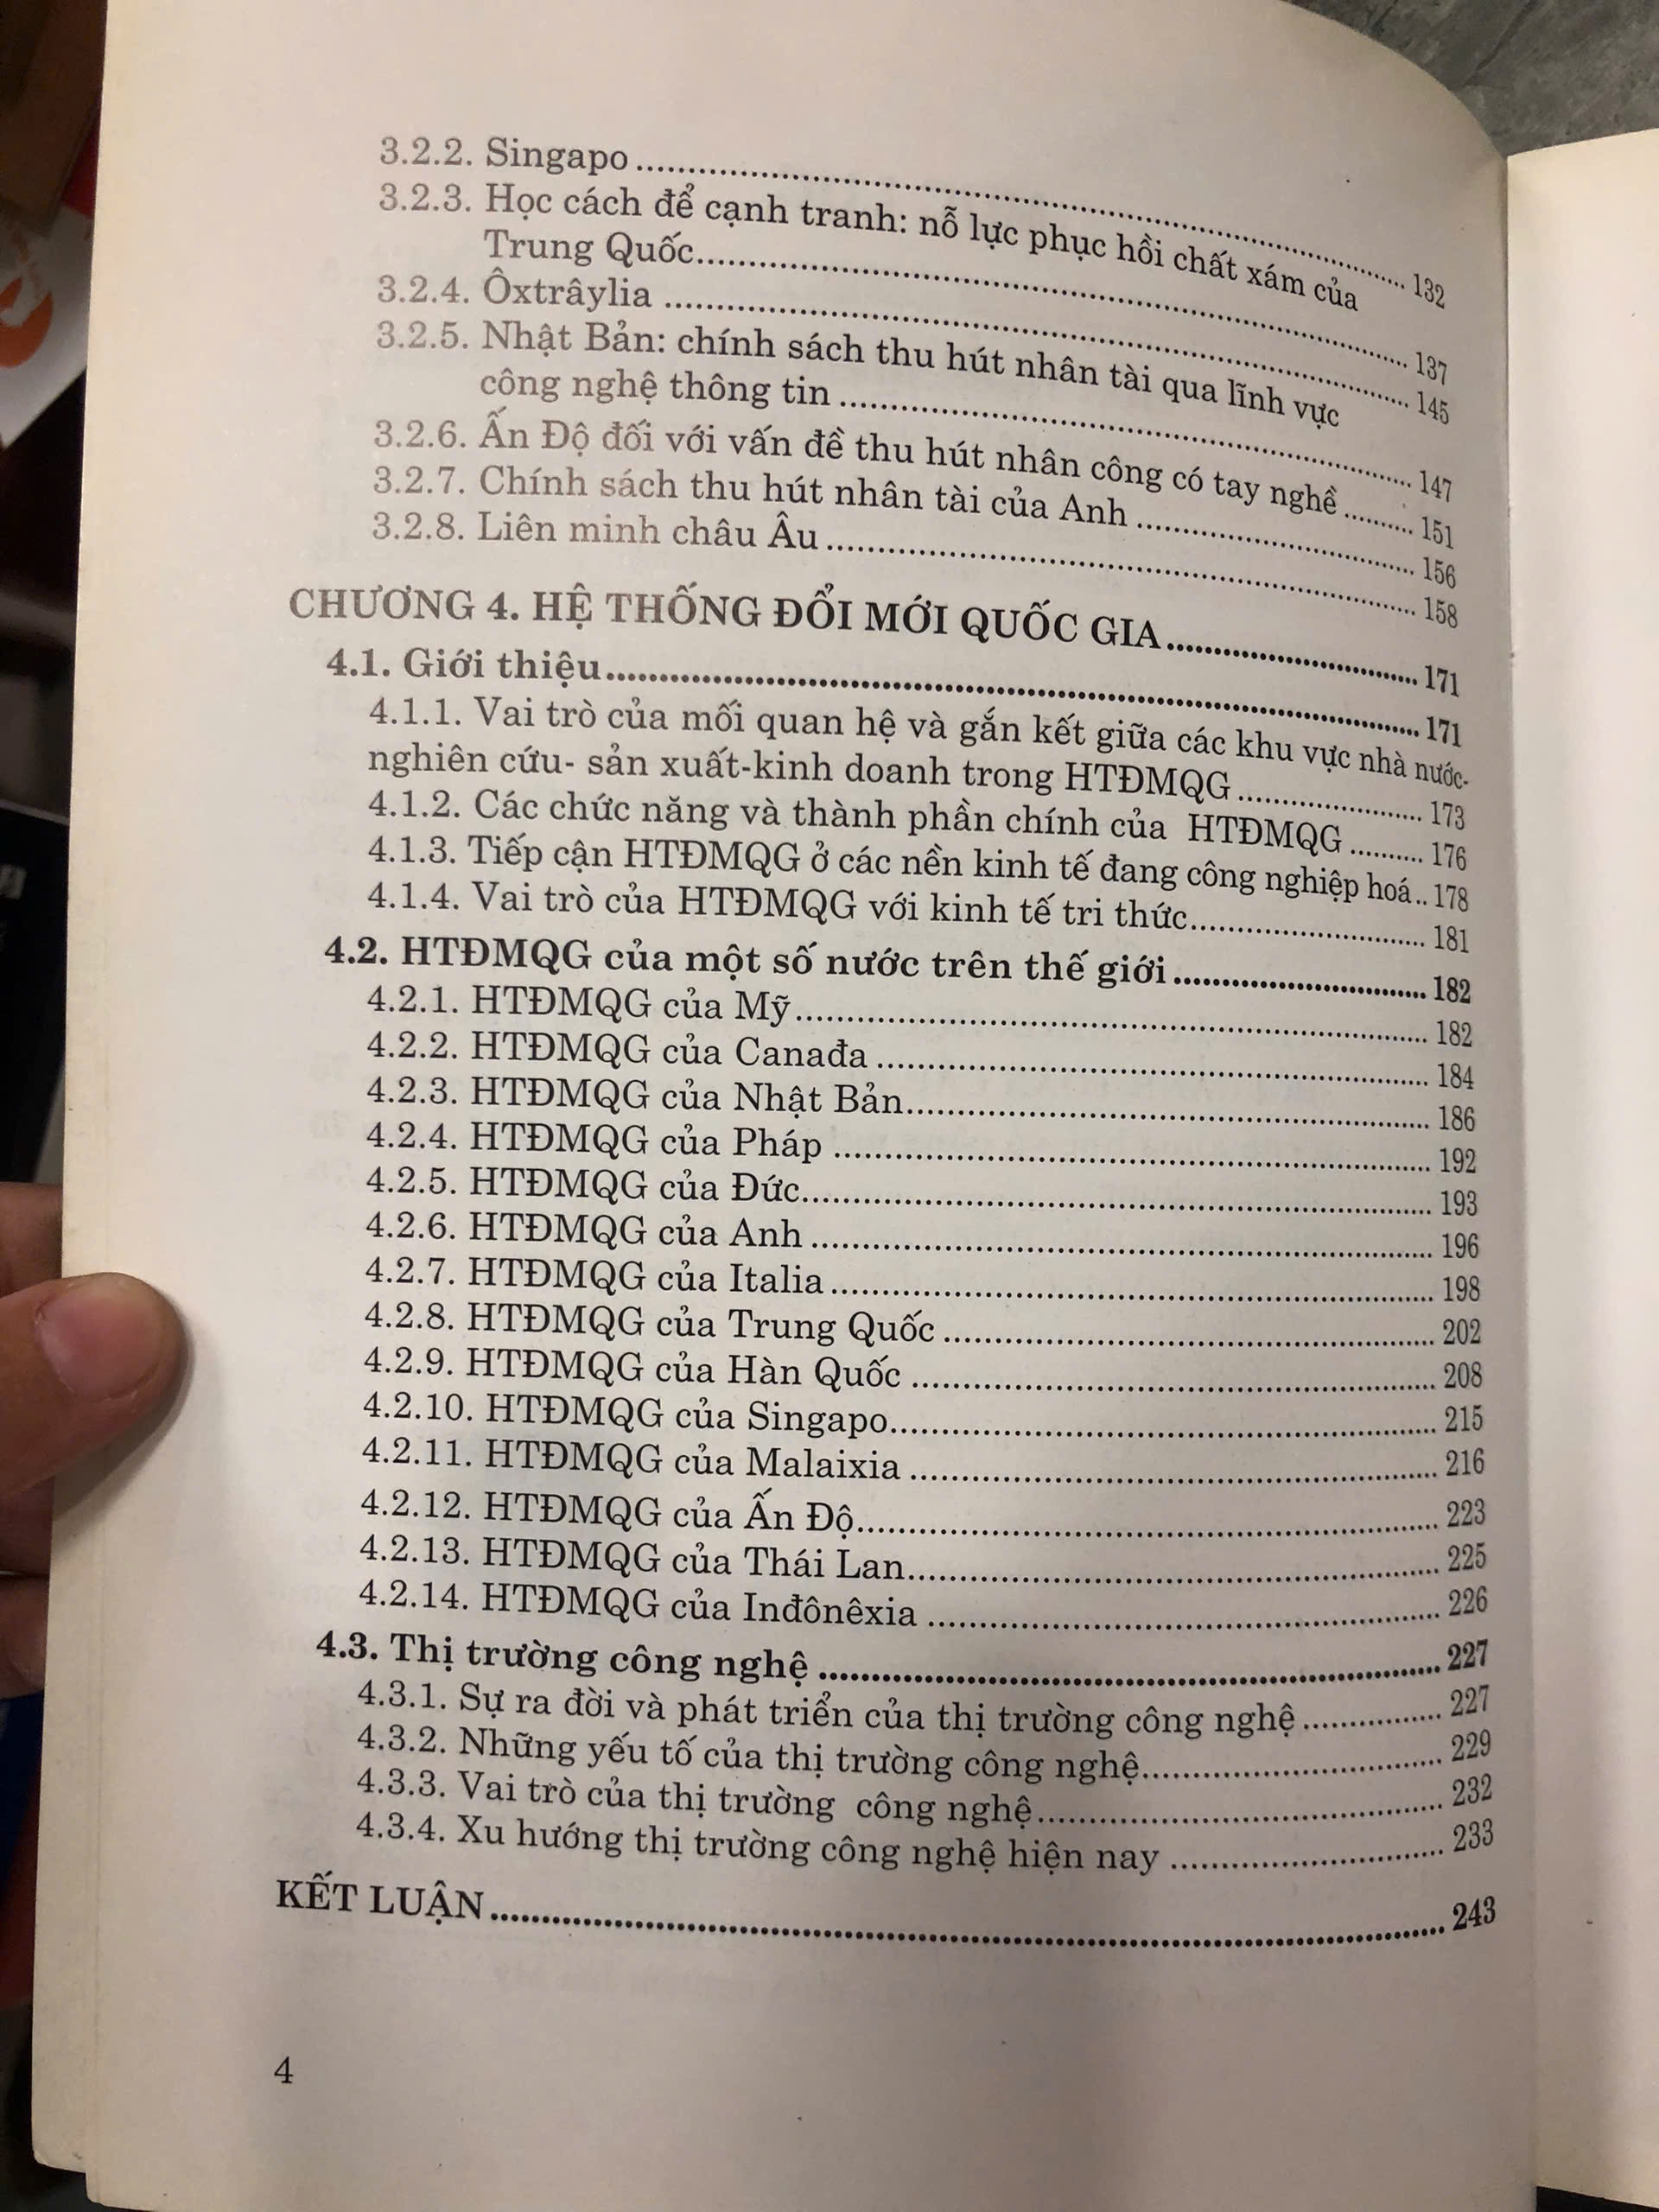 3.2.2. Singapo ........ 132
3.2.3. Học cách để cạnh tranh: nỗ lực phục hồi chất xám của
Trung Quốc ........ 137
3.2.4. Ôxtrâylia ........ 145
3.2.5. Nhật Bản: chính sách thu hút nhân tài qua lĩnh vực
công nghệ thông tin ........ 147
3.2.6. Ấn Độ đối với vấn đề thu hút nhân công có tay nghề ........ 151
3.2.7. Chính sách thu hút nhân tài của Anh ........ 156
3.2.8. Liên minh châu Âu ........ 158
CHƯƠNG 4. HỆ THỐNG ĐỔI MỚI QUỐC GIA ........ 171
4.1. Giới thiệu ........ 171
4.1.1. Vai trò của mối quan hệ và gắn kết giữa các khu vực nhà nước-
nghiên cứu- sản xuất-kinh doanh trong HTĐMQG ........ 173
4.1.2. Các chức năng và thành phần chính của HTĐMQG ........ 176
4.1.3. Tiếp cận HTĐMQG ở các nền kinh tế đang công nghiệp hoá .. 178
4.1.4. Vai trò của HTĐMQG với kinh tế tri thức ........ 181
4.2. HTĐMQG của một số nước trên thế giới ........ 182
4.2.1. HTĐMQG của Mỹ ........ 182
4.2.2. HTĐMQG của Canađa ........ 184
4.2.3. HTĐMQG của Nhật Bản ........ 186
4.2.4. HTĐMQG của Pháp ........ 192
4.2.5. HTĐMQG của Đức ........ 193
4.2.6. HTĐMQG của Anh ........ 196
4.2.7. HTĐMQG của Italia ........ 198
4.2.8. HTĐMQG của Trung Quốc ........ 202
4.2.9. HTĐMQG của Hàn Quốc ........ 208
4.2.10. HTĐMQG của Singapo ........ 215
4.2.11. HTĐMQG của Malaixia ........ 216
4.2.12. HTĐMQG của Ấn Độ ........ 223
4.2.13. HTĐMQG của Thái Lan ........ 225
4.2.14. HTĐMQG của Inđônêxia ........ 226
4.3. Thị trường công nghệ ........ 227
4.3.1. Sự ra đời và phát triển của thị trường công nghệ ........ 227
4.3.2. Những yếu tố của thị trường công nghệ ........ 229
4.3.3. Vai trò của thị trường công nghệ ........ 232
4.3.4. Xu hướng thị trường công nghệ hiện nay ........ 233
KẾT LUẬN ........ 243
4